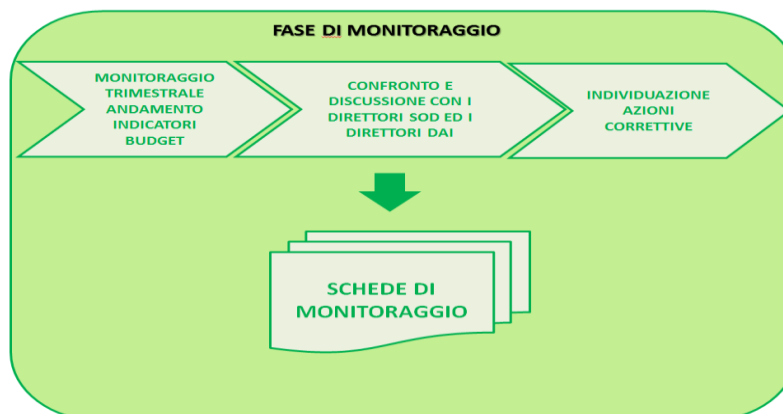 FASE DI MONITORAGGIO
MONITORAGGIO
TRIMESTRALE
ANDAMENTO
INDICATORI
BUDGET
CONFRONTO E
DISCUSSIONE CON I
DIRETTORI SOD ED I
DIRETTORI DAI
INDIVIDUAZIONE
AZIONI
CORRETTIVE
SCHEDE DI
MONITORAGGIO